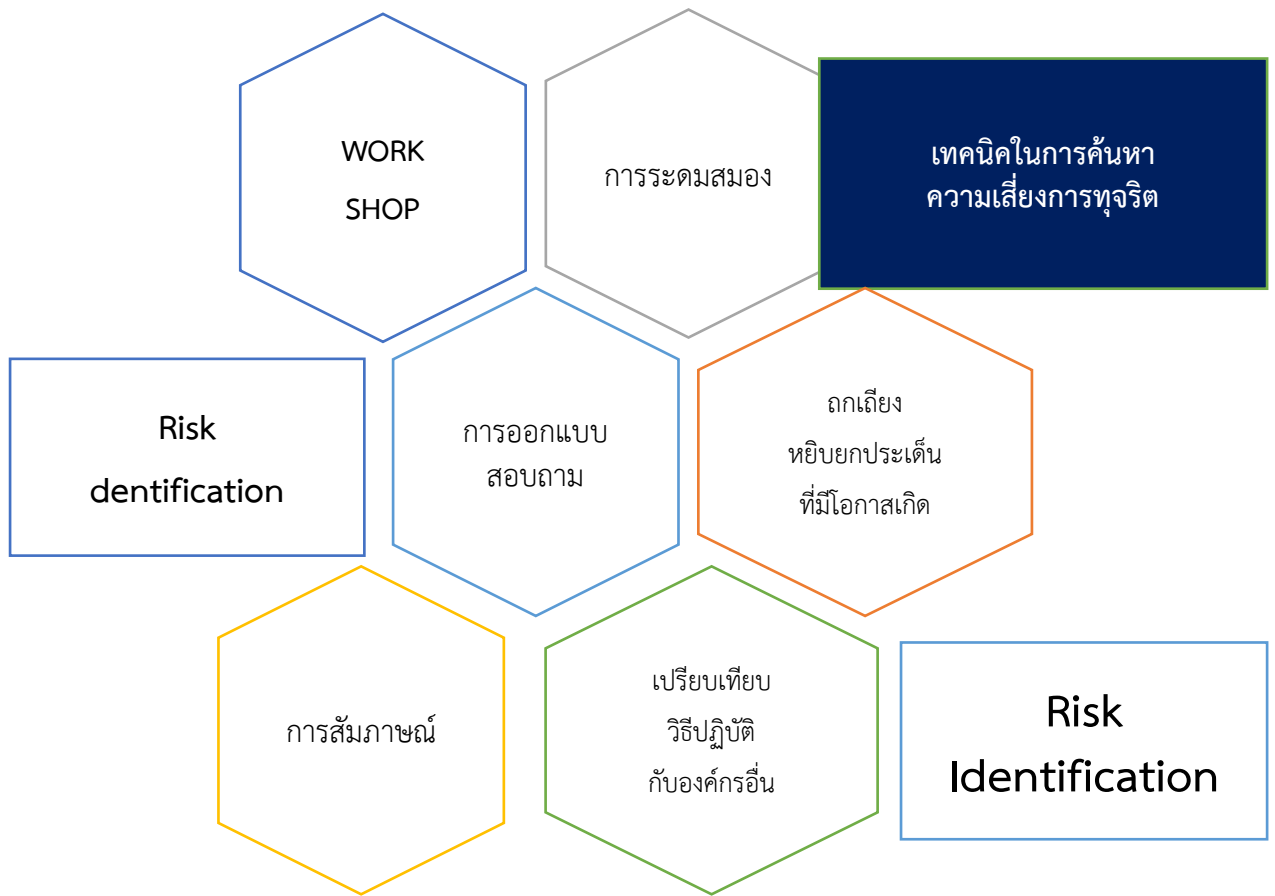 WORK
SHOP
การระดมสมอง
เทคนิคในการค้นหา
ความเสี่ยงการทุจริต
Risk
dentification
การออกแบบ
สอบถาม
ถกเถียง
หยิบยกประเด็น
ที่มีโอกาสเกิด
การสัมภาษณ์
เปรียบเทียบ
วิธีปฏิบัติ
กับองค์กรอื่น
Risk
Identification